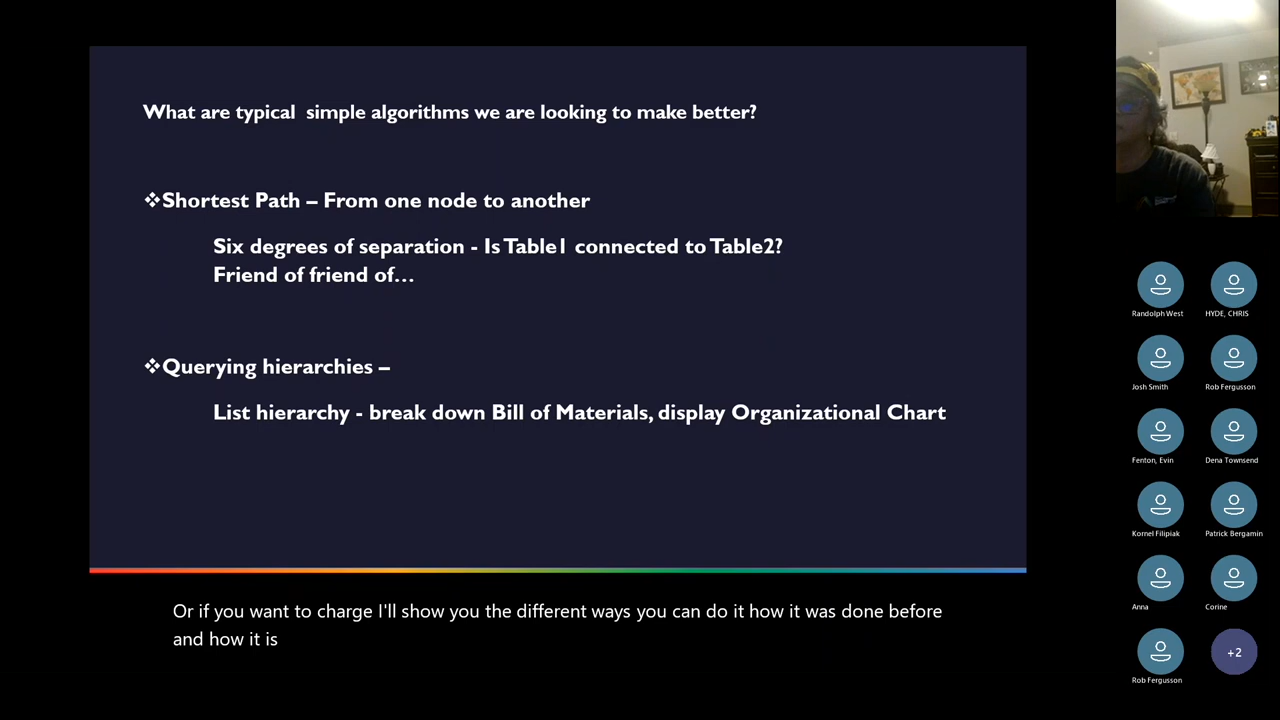 What are typical  simple algorithms we are looking to make better?
❖Shortest Path – From one node to another
Six degrees of separation - Is Table1 connected to Table2?
Friend of friend of…
❖Querying hierarchies –
List hierarchy - break down Bill of Materials, display Organizational Chart
Or if you want to charge I'll show you the different ways you can do it how it was done before
and how it is
Randolph West
HYDE, CHRIS
Josh Smith
Rob Fergusson
Fenton, Evin
Dena Townsend
Kornel Filipiak
Patrick Bergamin
Anna
Corine
Rob Fergusson
+2